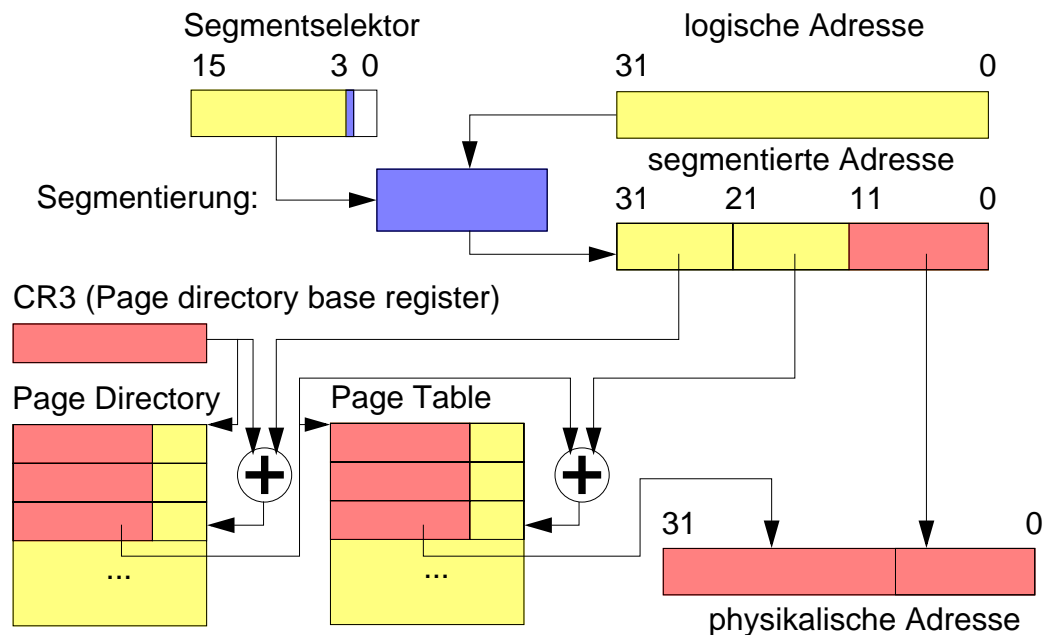 Segmentselektor
logische Adresse
15 3 0
31 0
segmentierte Adresse
Segmentierung:
31 21 11 0
CR3 (Page directory base register)
Page Directory
Page Table
31 0
...
...
physikalische Adresse